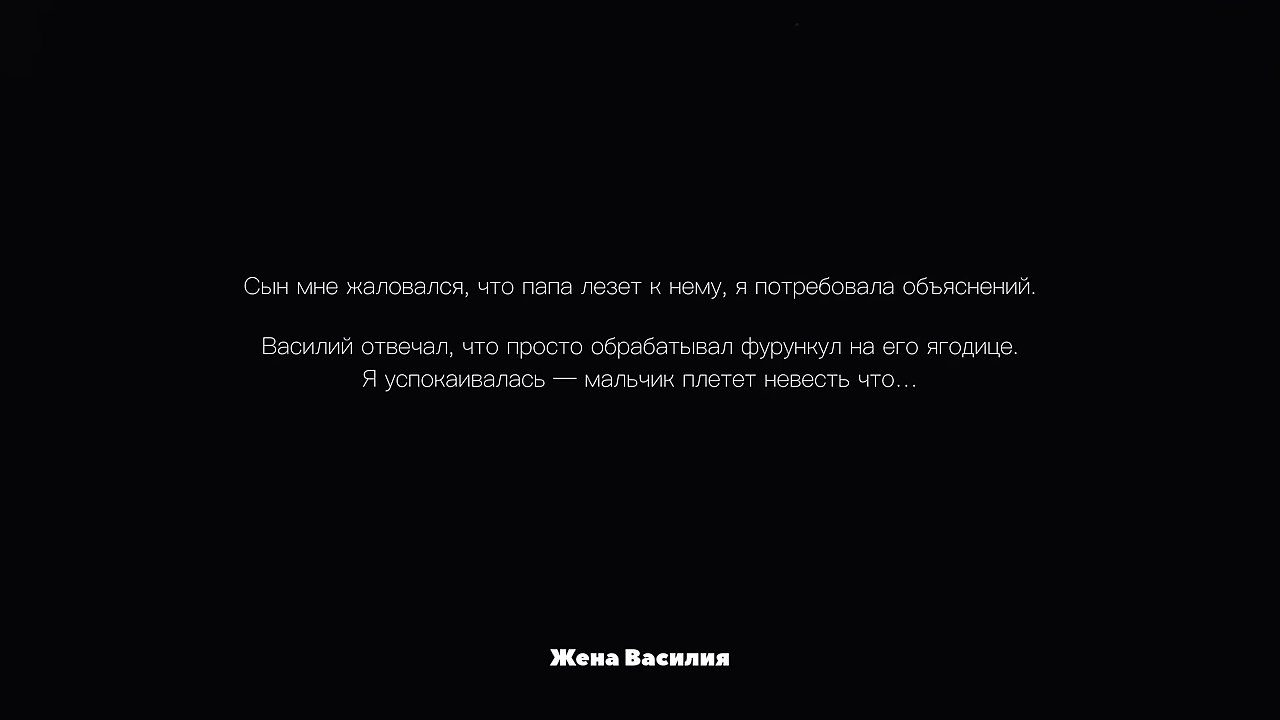 Сын мне жаловался, что папа лезет к нему, я потребовала объяснений.
Василий отвечал, что просто обрабатывал фурункул на его ягодице.
Я успокаивалась — мальчик плетет невесть что...
Жена Василия